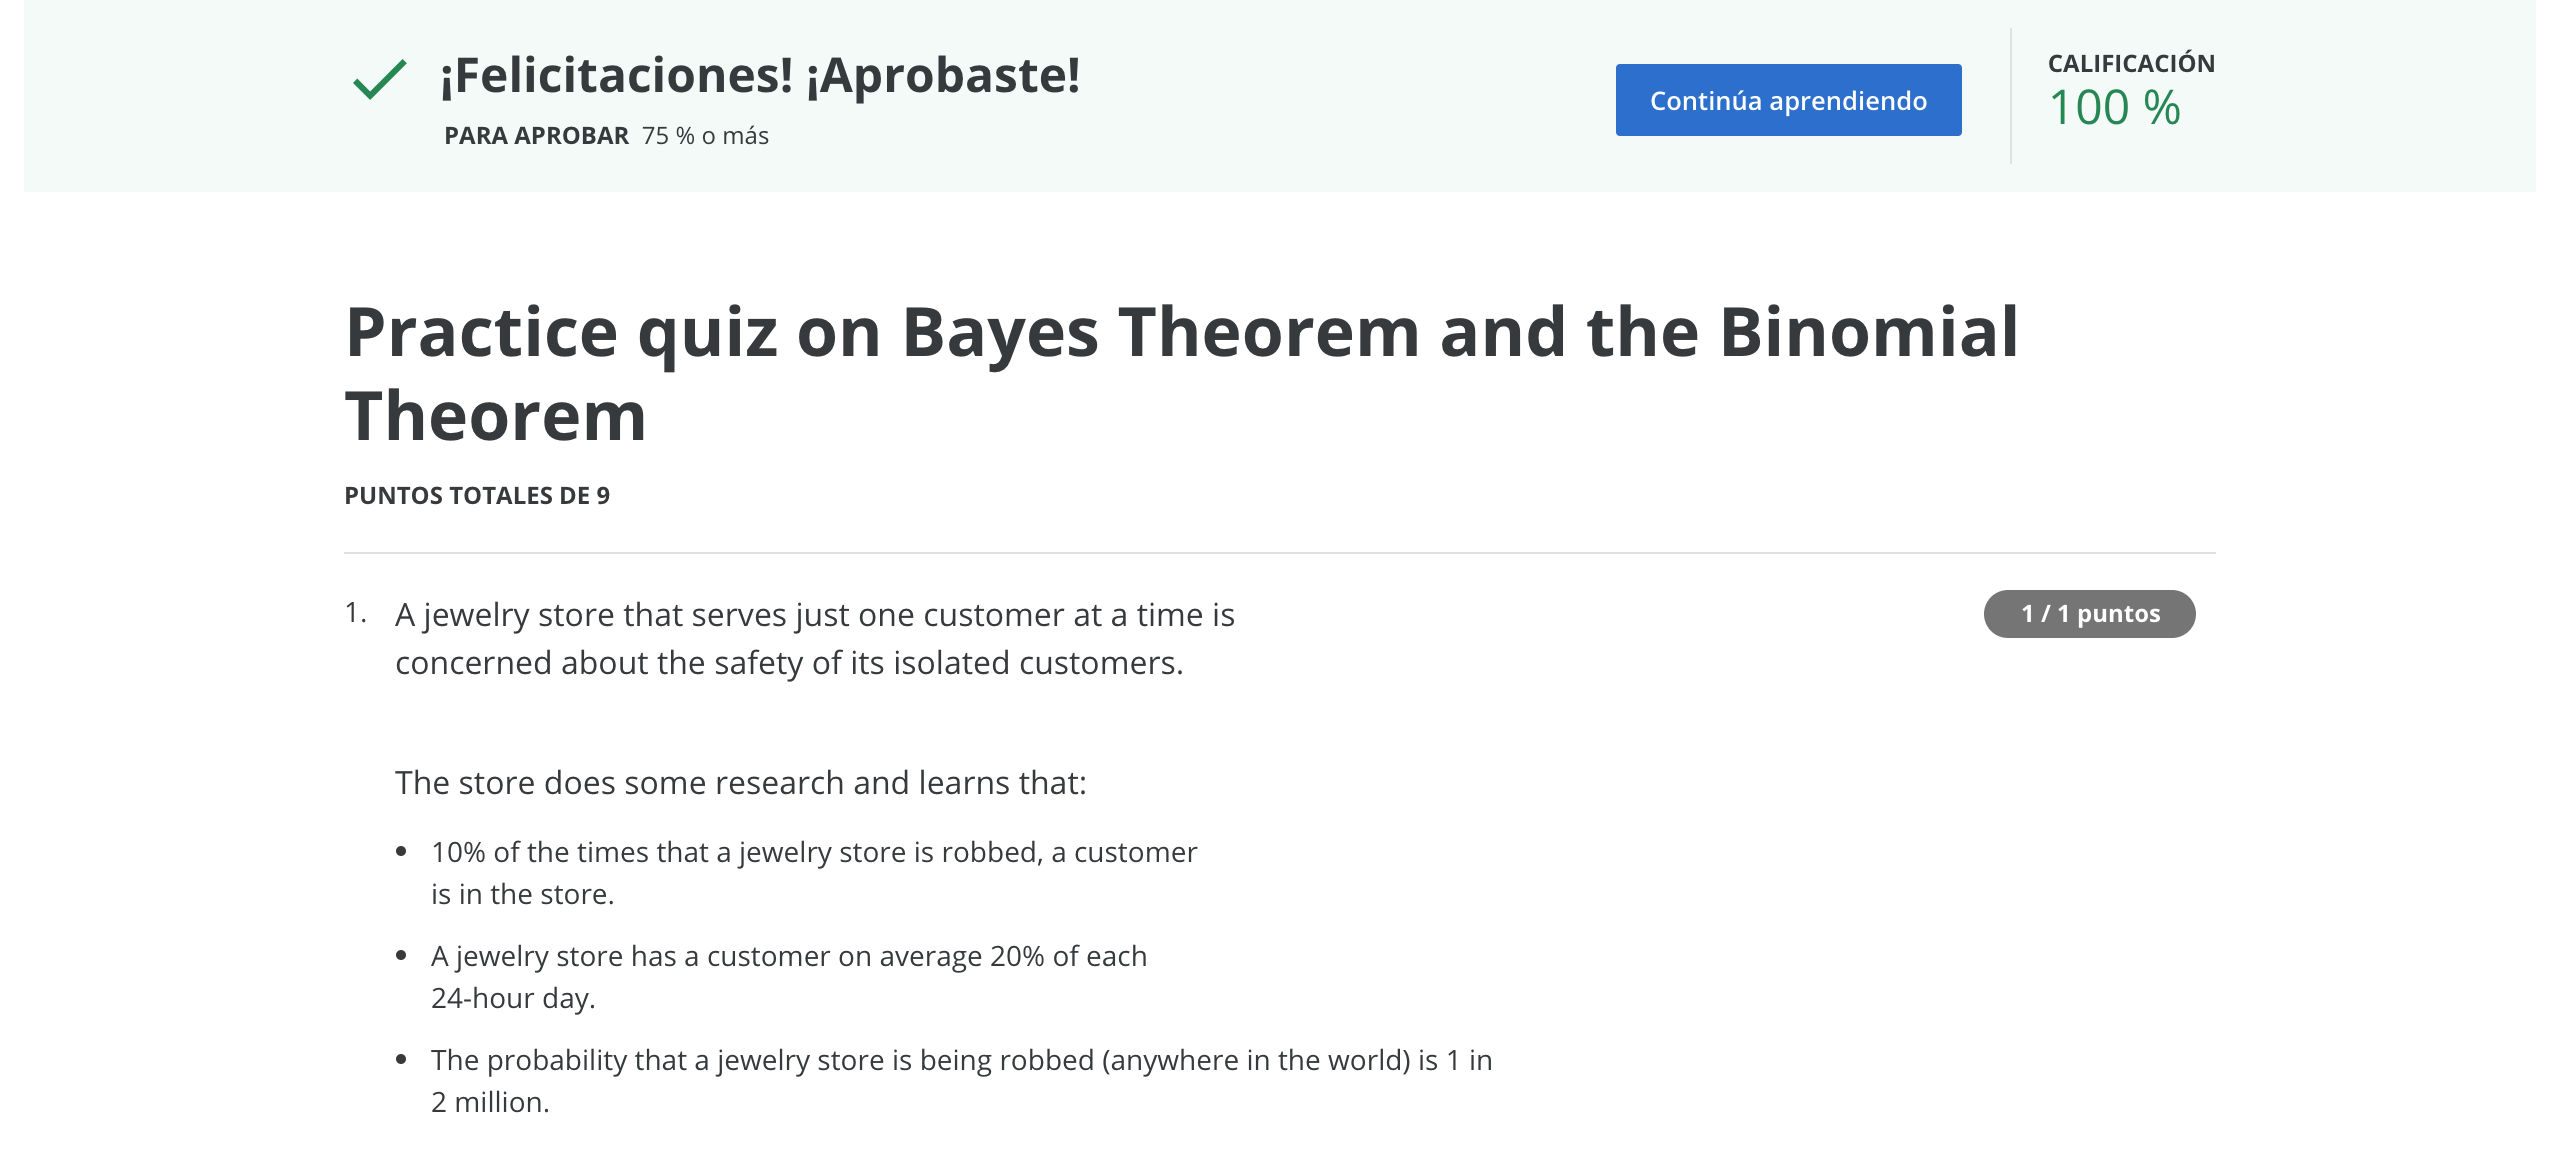 ¡Felicitaciones! ¡Aprobaste!
PARA APROBAR 75 % o más
Continúa aprendiendo
CALIFICACIÓN
100 %
Practice quiz on Bayes Theorem and the Binomial
Theorem
PUNTOS TOTALES DE 9
1. A jewelry store that serves just one customer at a time is
concerned about the safety of its isolated customers.
1 / 1 puntos
The store does some research and learns that:
• 10% of the times that a jewelry store is robbed, a customer
is in the store.
• A jewelry store has a customer on average 20% of each
24-hour day.
• The probability that a jewelry store is being robbed (anywhere in the world) is 1 in
2 million.